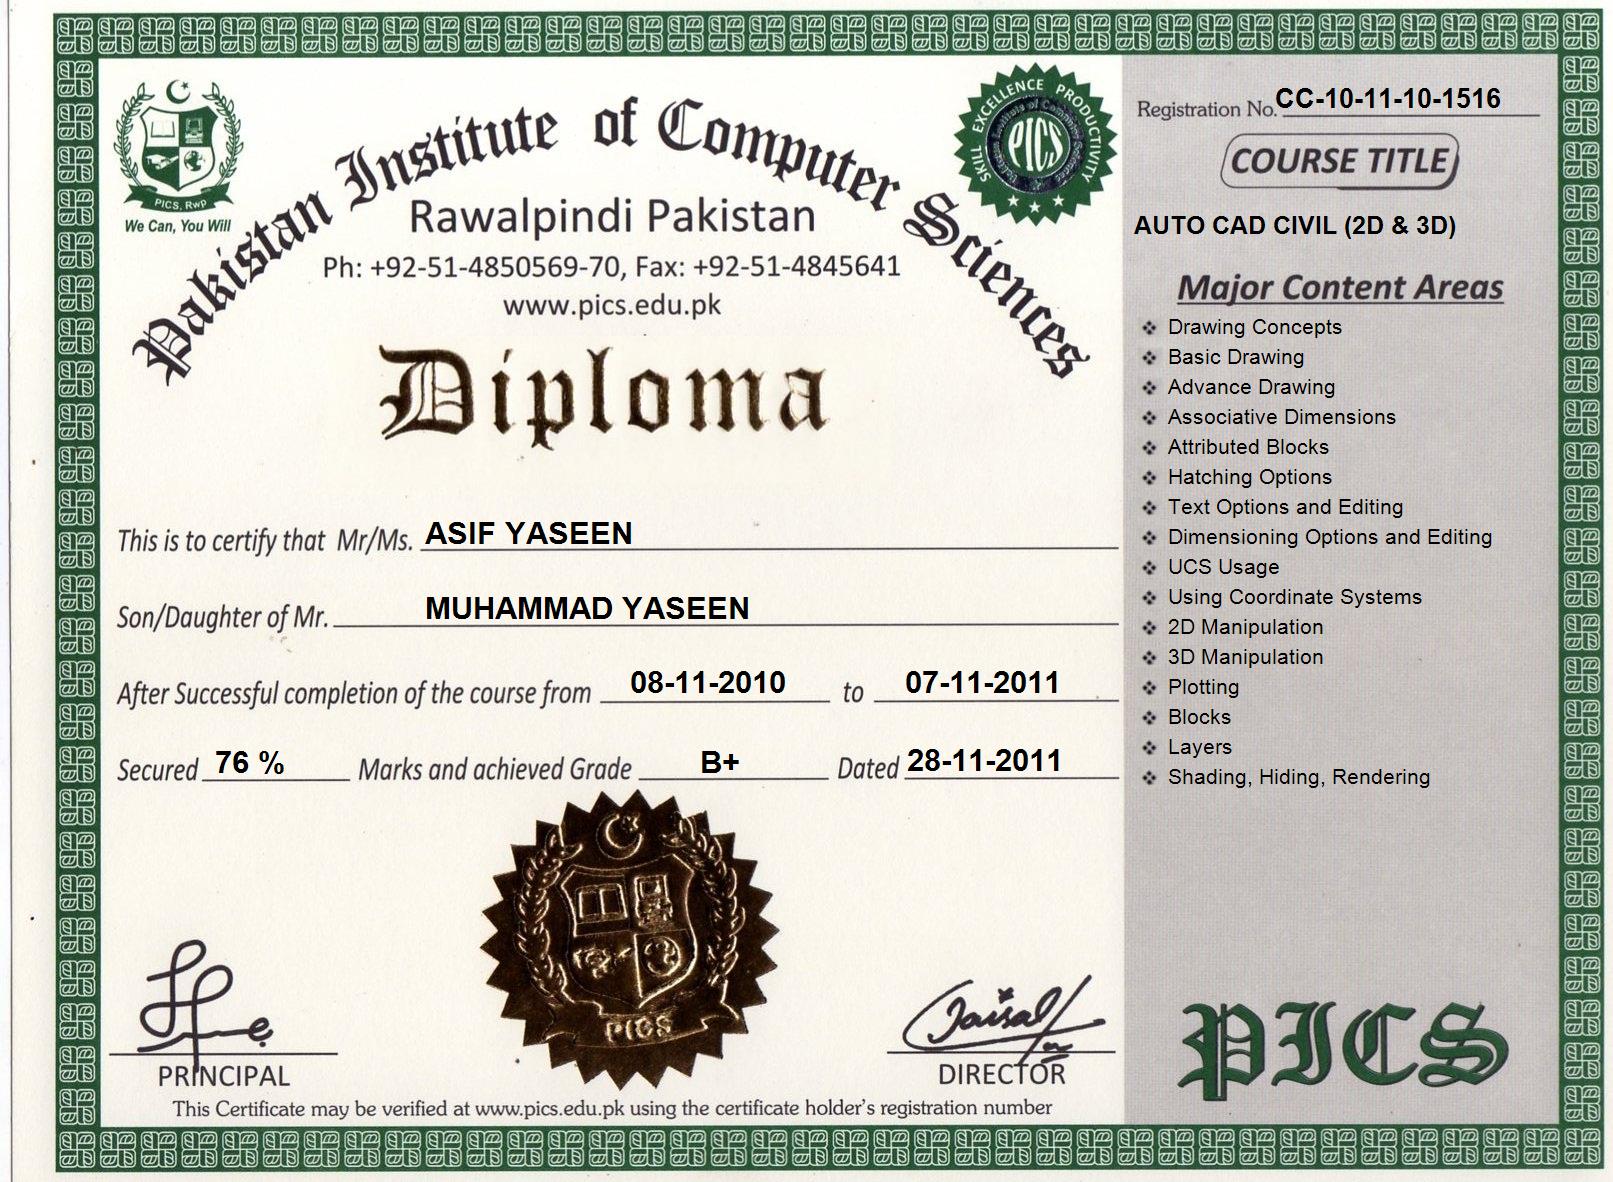 Pakistan Institute of Computer Sciences
PICS, Rwp
We Can, You Will
SKILL EXCELLENCE PRODUCTIVITY
PICS
Rawalpindi Pakistan
Ph: +92-51-4850569-70, Fax: +92-51-4845641
www.pics.edu.pk
Diploma
This is to certify that Mr/Ms. ASIF YASEEN
Son/Daughter of Mr. MUHAMMAD YASEEN
After Successful completion of the course from 08-11-2010 to 07-11-2011
Secured 76 % Marks and achieved Grade B+ Dated 28-11-2011
PICS
Faisal
PRINCIPAL
DIRECTOR
This Certificate may be verified at www.pics.edu.pk using the certificate holder's registration number
Registration No. CC-10-11-10-1516
COURSE TITLE
AUTO CAD CIVIL (2D & 3D)
Major Content Areas
Drawing Concepts
Basic Drawing
Advance Drawing
Associative Dimensions
Attributed Blocks
Hatching Options
Text Options and Editing
Dimensioning Options and Editing
UCS Usage
Using Coordinate Systems
2D Manipulation
3D Manipulation
Plotting
Blocks
Layers
Shading, Hiding, Rendering
PICS